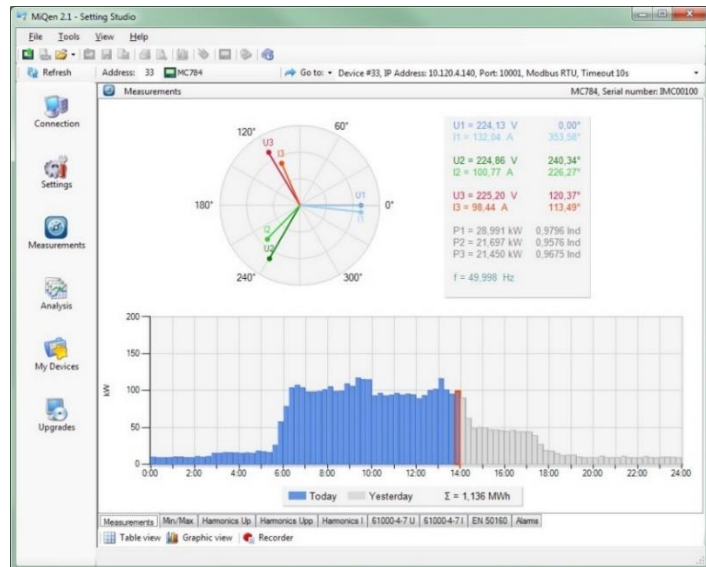 MiQen 2.1 - Setting Studio
File Tools View Help
Refresh Address: 33 MC784 Go to: Device #33, IP Address: 10.120.4.140, Port: 10001, Modbus RTU, Timeout 10s
Measurements MC784, Serial number: IMC00100
Connection
Settings
Measurements
Analysis
My Devices
Upgrades
120° 60°
180° 0°
240° 300°
U3
I3
U1
I1
I2
U2
U1 = 224,13 V 0,00°
I1 = 132,04 A 353,58°
U2 = 224,86 V 240,34°
I2 = 100,77 A 226,27°
U3 = 225,20 V 120,37°
I3 = 98,44 A 113,49°
P1 = 28,991 kW 0,9796 Ind
P2 = 21,697 kW 0,9576 Ind
P3 = 21,450 kW 0,9675 Ind
f = 49,998 Hz
200
150
100
50
0
kW
0:00 2:00 4:00 6:00 8:00 10:00 12:00 14:00 16:00 18:00 20:00 22:00 24:00
Today Yesterday Σ = 1,136 MWh
Measurements Min/Max Hamonics Up Hamonics Upp Hamonics I 61000-4-7 U 61000-4-7 I EN 50160 Alarms
Table view Graphic view Recorder